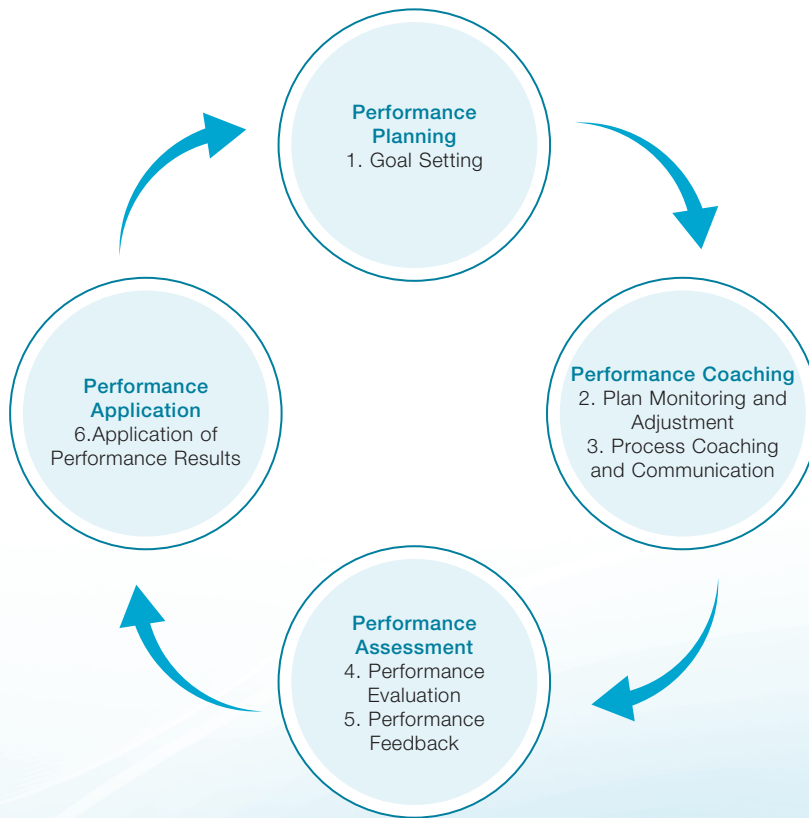 Performance
Planning
1. Goal Setting
Performance Coaching
2. Plan Monitoring and
Adjustment
3. Process Coaching
and Communication
Performance
Assessment
4. Performance
Evaluation
5. Performance
Feedback
Performance
Application
6.Application of
Performance Results